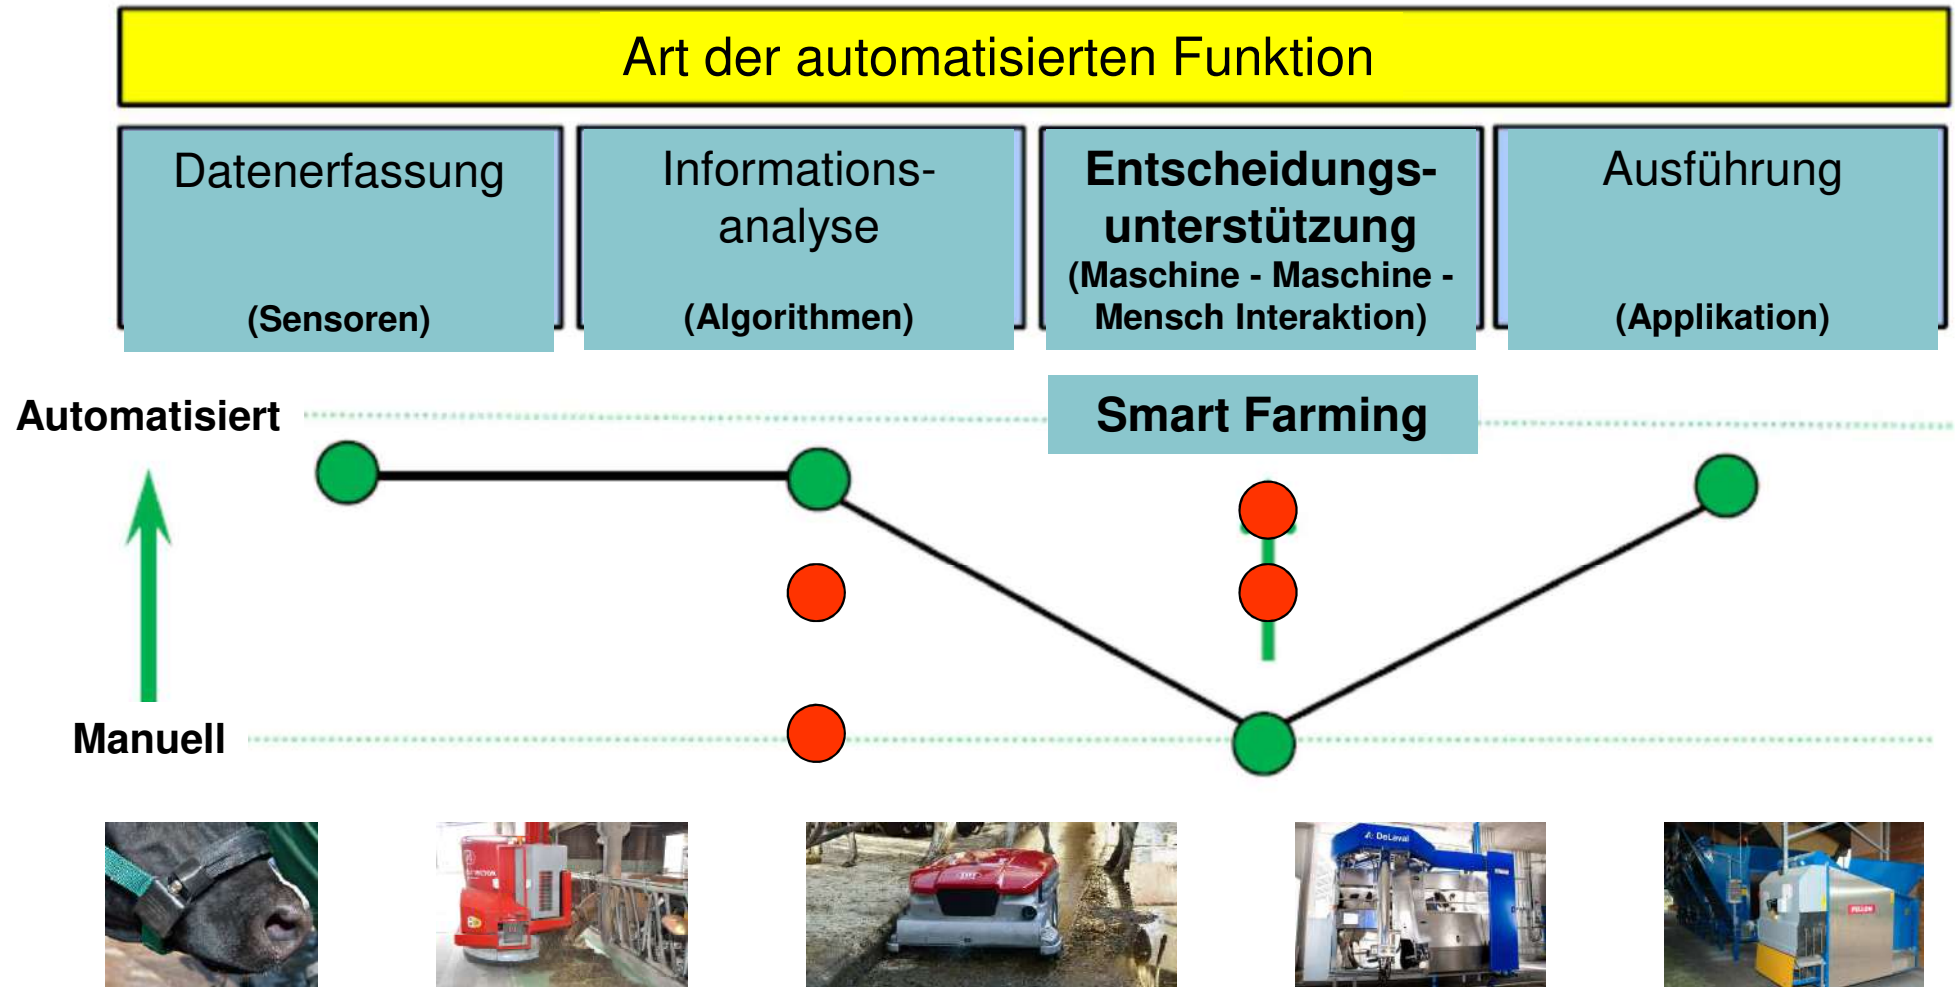 Art der automatisierten Funktion
Datenerfassung
(Sensoren)
Informations-
analyse
(Algorithmen)
Entscheidungs-
unterstützung
(Maschine - Maschine -
Mensch Interaktion)
Ausführung
(Applikation)
Automatisiert
Smart Farming
Manuell
DeLaval
PELLON